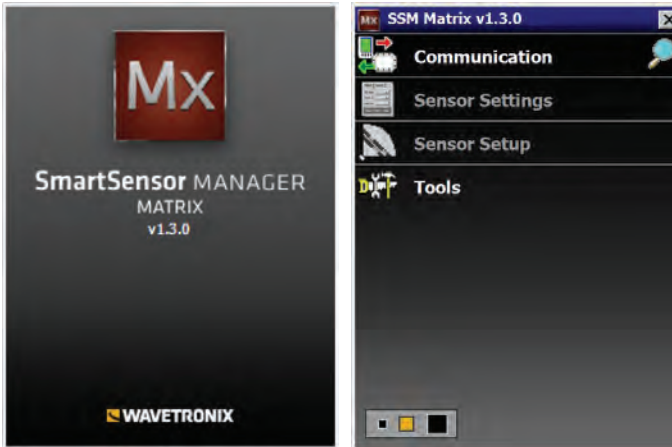 Mx
SmartSensor MANAGER
MATRIX
v1.3.0
WAVETRONIX
Mx SSM Matrix v1.3.0
Communication
Sensor Settings
Sensor Setup
Tools